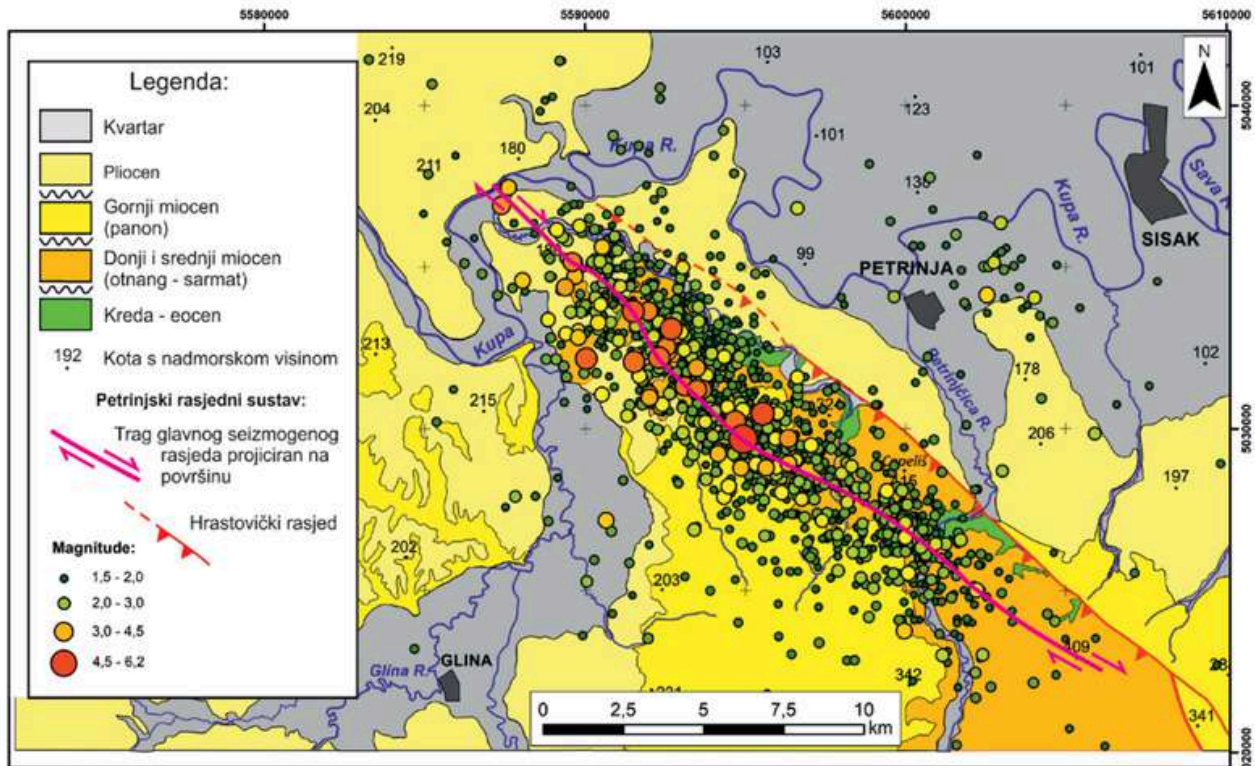 5580000
5590000
5600000
5610000
Legenda:
Kvartar
Pliocen
Gornji miocen
(panon)
Donji i srednji miocen
(otnang - sarmat)
Kreda - eocen
192
Kota s nadmorskom visinom
Petrinjski rasjedni sustav:
Trag glavnog seizmogenog
rasjeda projiciran na
površinu
Hrastovički rasjed
Magnitude:
1,5 - 2,0
2,0 - 3,0
3,0 - 4,5
4,5 - 6,2
N
219
103
101
204
123
5040000
101
180
Kupa R.
211
Sava R.
Kupa R.
SISAK
99
PETRINJA
Kupa
213
102
178
Petrinjčica R.
215
5030000
206
Cepeliš
197
202
203
GLINA
Glina R.
342
341
0
2,5
5
7,5
10
km